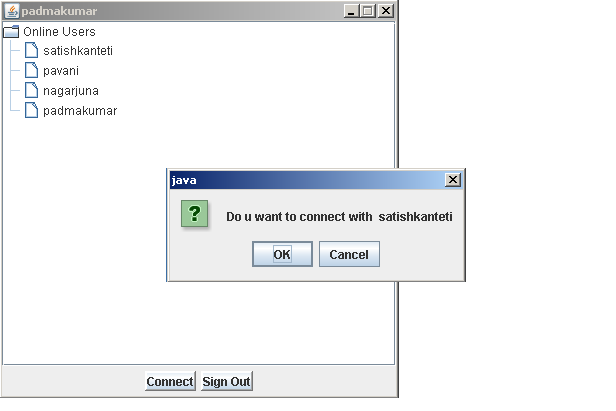 padmakumar
Online Users
satishkanteti
pavani
nagarjuna
padmakumar
java
?
Do u want to connect with satishkanteti
OK Cancel
Connect Sign Out